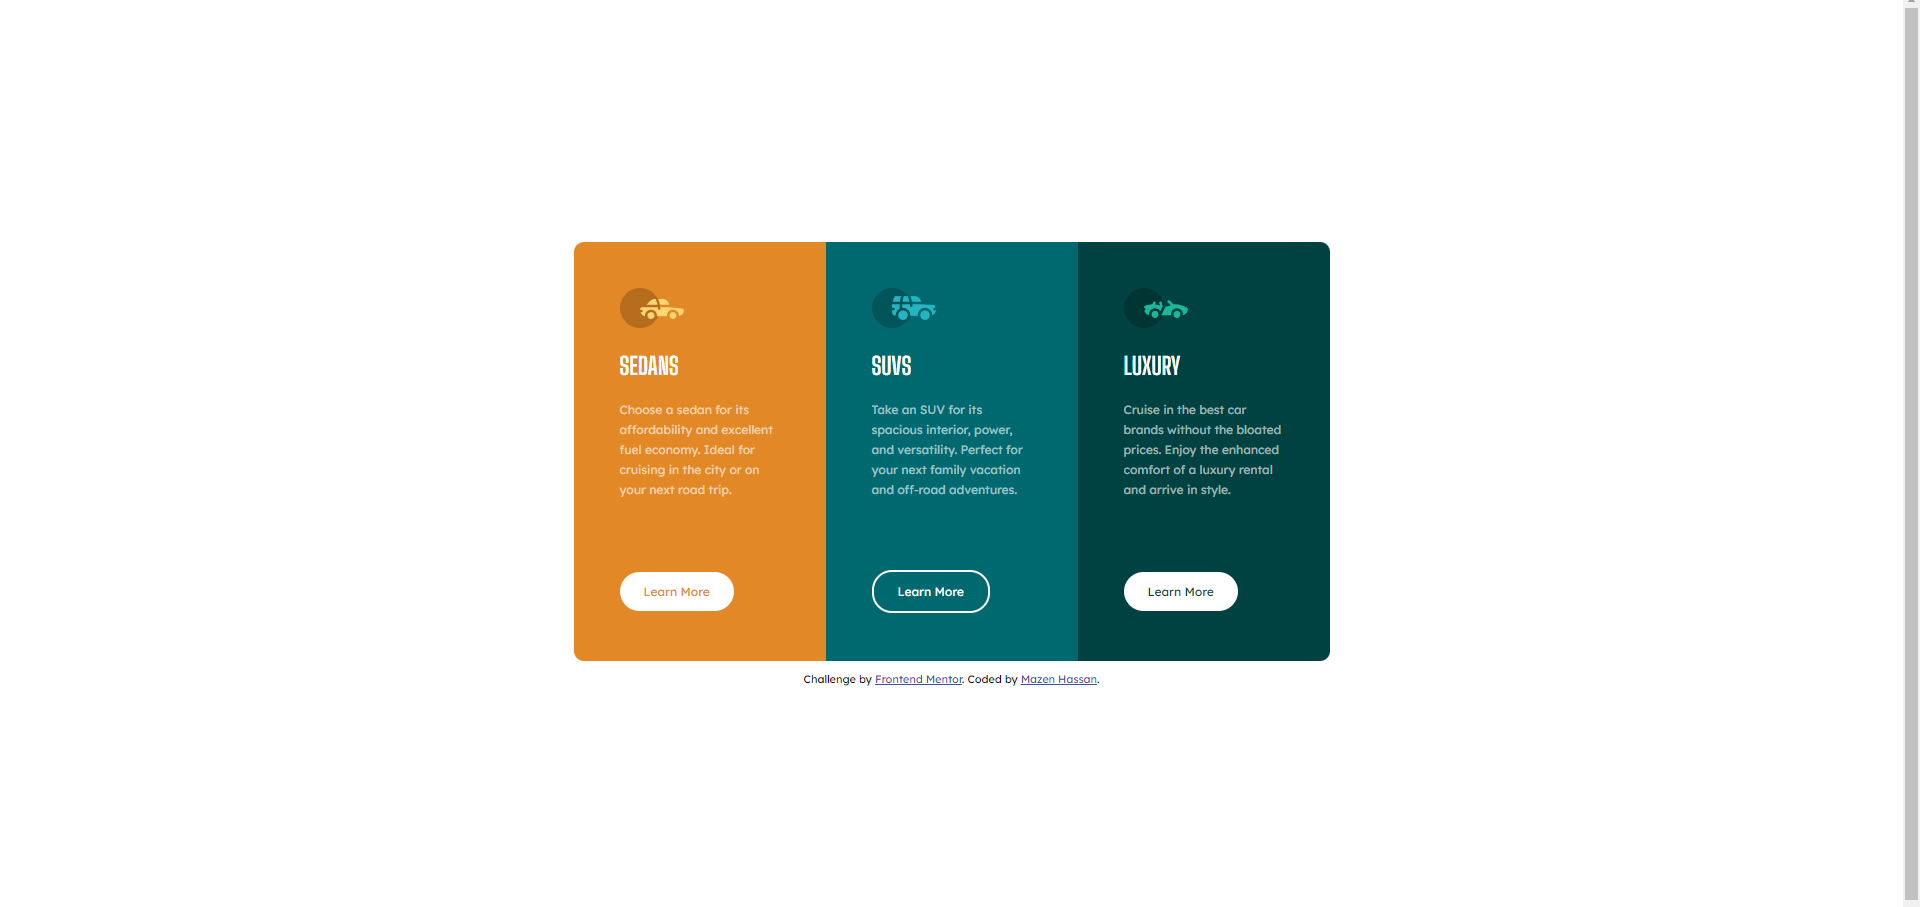 SEDANS
Choose a sedan for its
affordability and excellent
fuel economy. Ideal for
cruising in the city or on
your next road trip.
Learn More
SUVS
Take an SUV for its
spacious interior, power,
and versatility. Perfect for
your next family vacation
and off-road adventures.
Learn More
LUXURY
Cruise in the best car
brands without the bloated
prices. Enjoy the enhanced
comfort of a luxury rental
and arrive in style.
Learn More
Challenge by Frontend Mentor. Coded by Mazen Hassan.